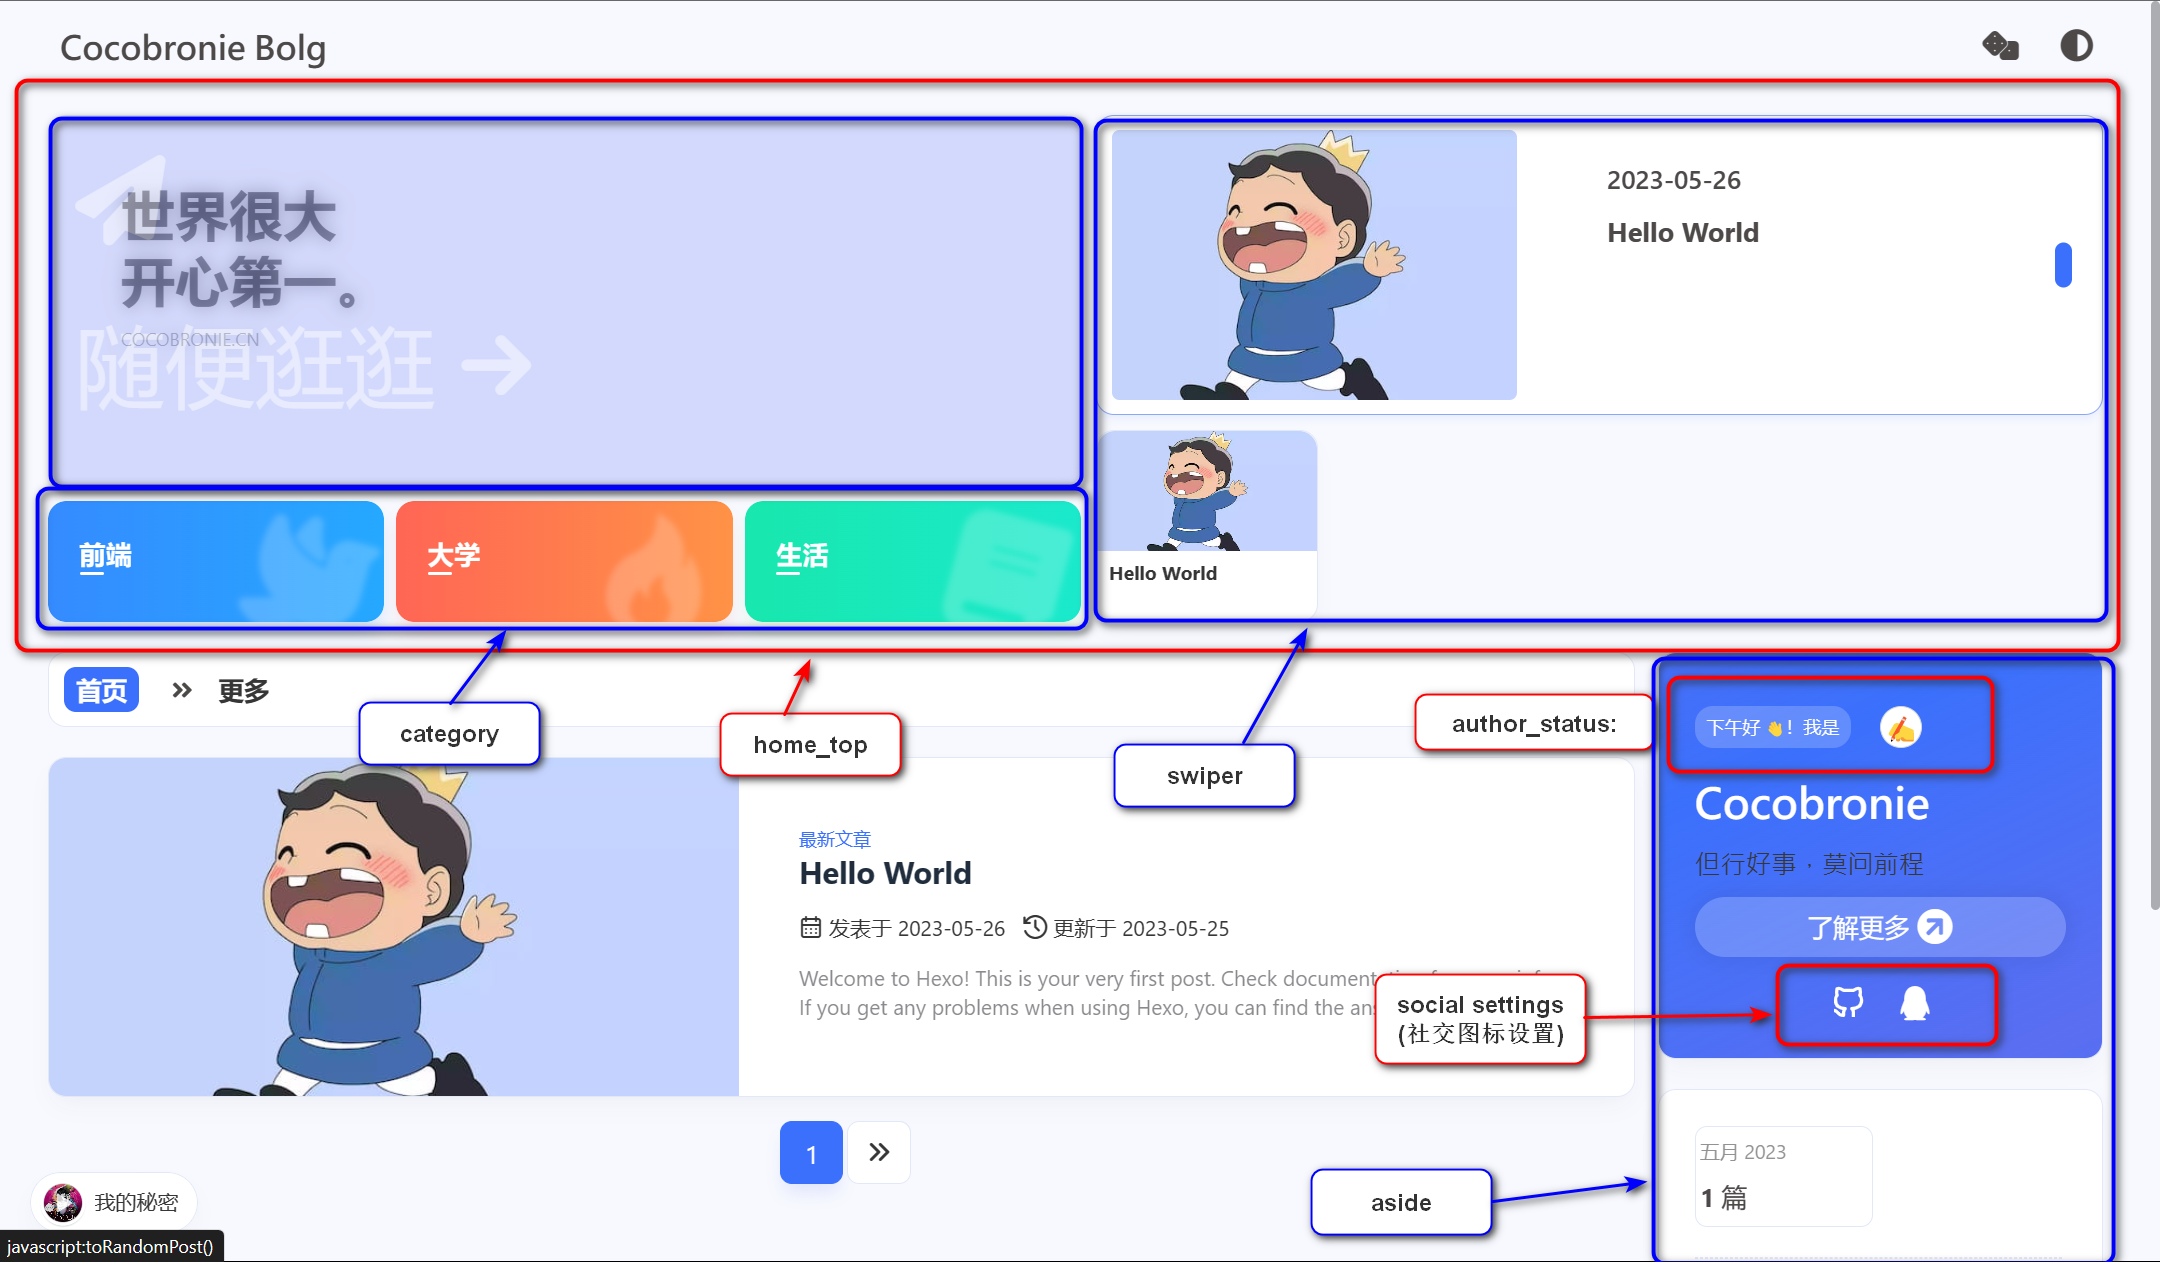 Cocobronie Bolg
世界很大
开心第一。
COCOBRONIE.CN
随便逛逛
2023-05-26
Hello World
前端
大学
生活
Hello World
首页
更多
category
home_top
swiper
author_status:
下午好 👋！我是
Cocobronie
但行好事 · 莫问前程
了解更多
最新文章
Hello World
发表于 2023-05-26
更新于 2023-05-25
Welcome to Hexo! This is your very first post. Check
If you get any problems when using Hexo, you can find the
social settings
(社交图标设置)
1
aside
五月 2023
1 篇
我的秘密
javascript:toRandomPost()